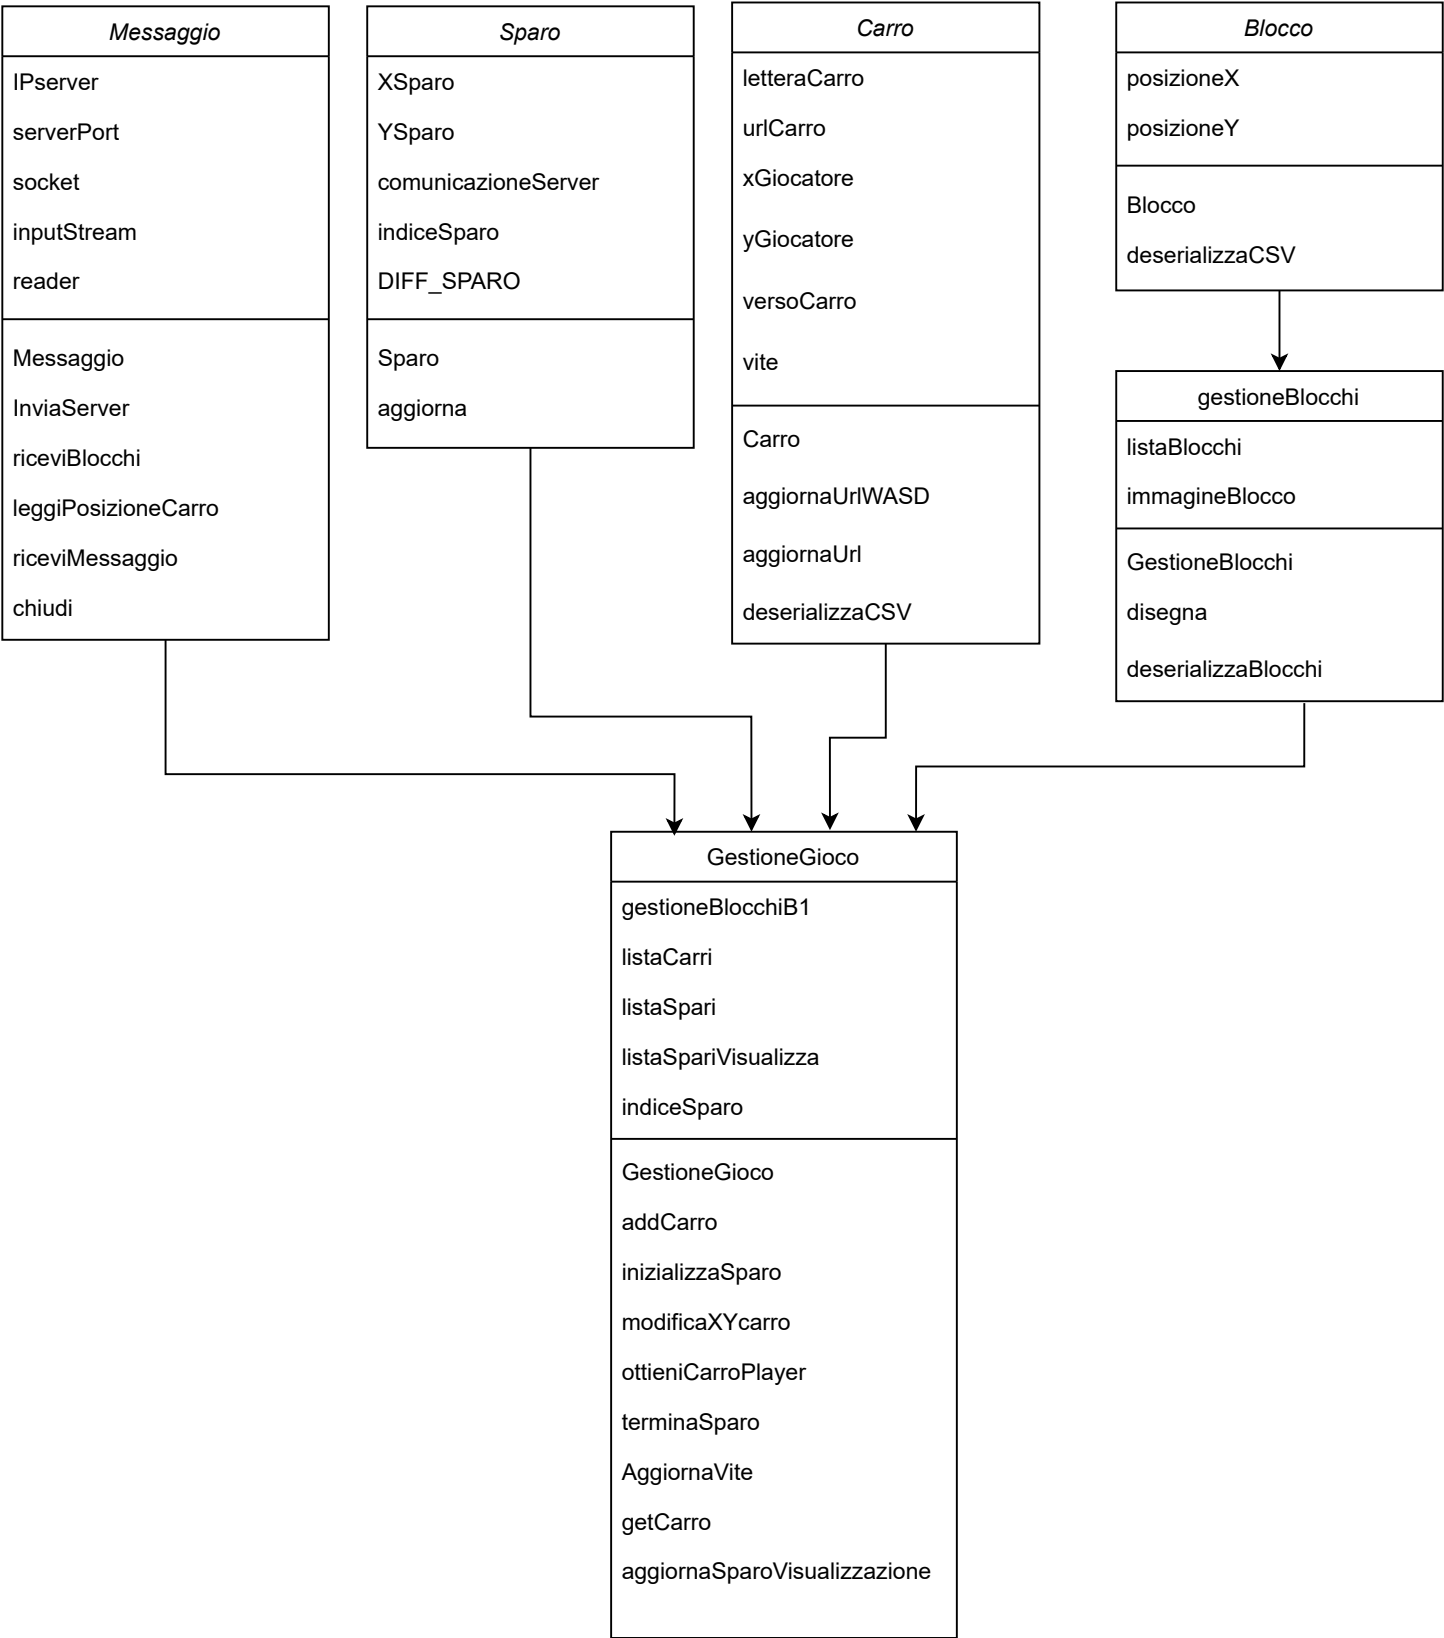 Messaggio
IPserver
serverPort
socket
inputStream
reader
Messaggio
InviaServer
riceviBlocchi
leggiPosizioneCarro
riceviMessaggio
chiudi
Sparo
XSparo
YSparo
comunicazioneServer
indiceSparo
DIFF_SPARO
Sparo
aggiorna
Carro
letteraCarro
urlCarro
xGiocatore
yGiocatore
versoCarro
vite
Carro
aggiornaUrlWASD
aggiornaUrl
deserializzaCSV
Blocco
posizioneX
posizioneY
Blocco
deserializzaCSV
gestioneBlocchi
listaBlocchi
immagineBlocco
GestioneBlocchi
disegna
deserializzaBlocchi
GestioneGioco
gestioneBlocchiB1
listaCarri
listaSpari
listaSpariVisualizza
indiceSparo
GestioneGioco
addCarro
inizializzaSparo
modificaXYcarro
ottieniCarroPlayer
terminaSparo
AggiornaVite
getCarro
aggiornaSparoVisualizzazione